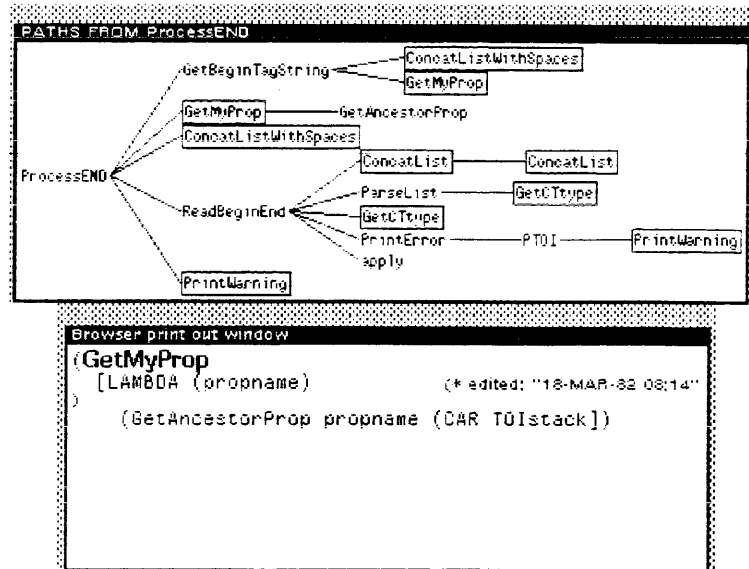 PATHS FROM ProcessEND
ConcatListWithSpaces
GetBeginTagString
GetMyProp
GetMyProp GetAncestorProp
ConcatListWithSpaces
ConcatList ConcatList
ProcessEND
ParseList GetCTtype
ReadBeginEnd
GetCTtype
PrintError PTOI PrintWarning
apply
PrintWarning
Browser print out window
(GetMyProp
[LAMBDA (propname) (* edited: "18-MAR-82 08:14"
)
(GetAncestorProp propname (CAR TOIstack])